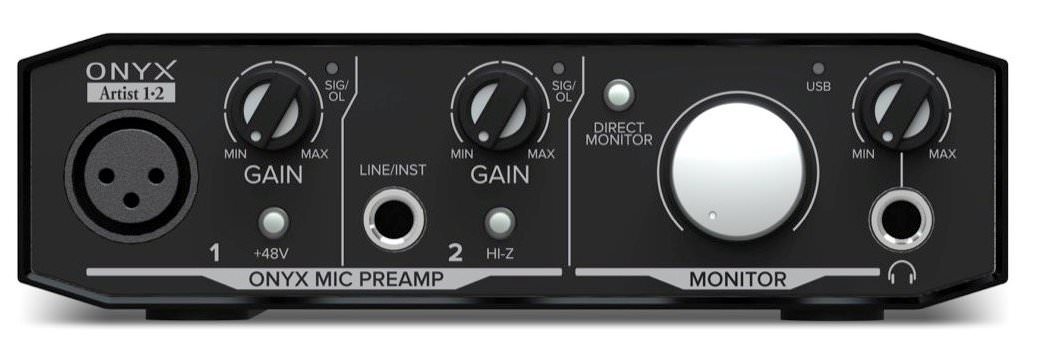 ONYX
Artist 1•2
SIG/
OL
MIN
MAX
GAIN
1
+48V
LINE/INST
SIG/
OL
MIN
MAX
GAIN
2
HI-Z
ONYX MIC PREAMP
DIRECT
MONITOR
USB
MIN
MAX
MONITOR